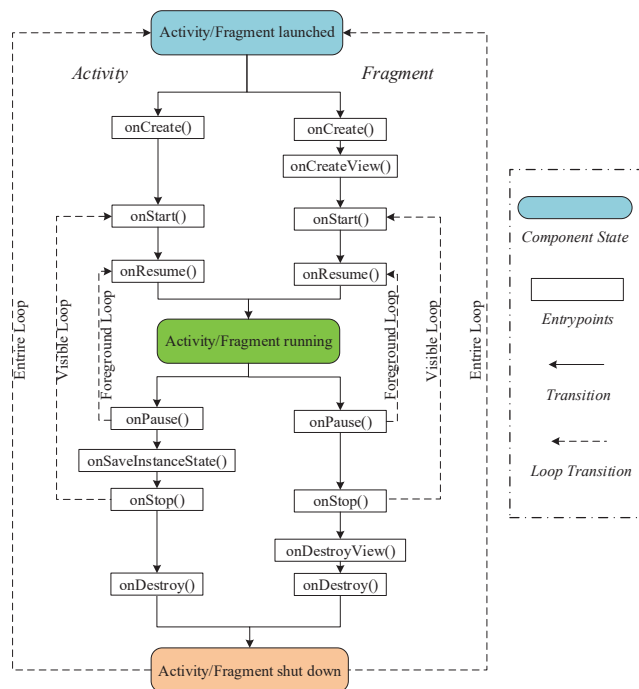 Activity/Fragment launched
Activity
Fragment
onCreate()
onCreate()
onCreateView()
onStart()
onStart()
onResume()
onResume()
Activity/Fragment running
Entrire Loop
Visible Loop
Foreground Loop
Foreground Loop
Visible Loop
Entrire Loop
onPause()
onPause()
onSaveInstanceState()
onStop()
onStop()
onDestroyView()
onDestroy()
onDestroy()
Activity/Fragment shut down
Component State
Entrypoints
Transition
Loop Transition